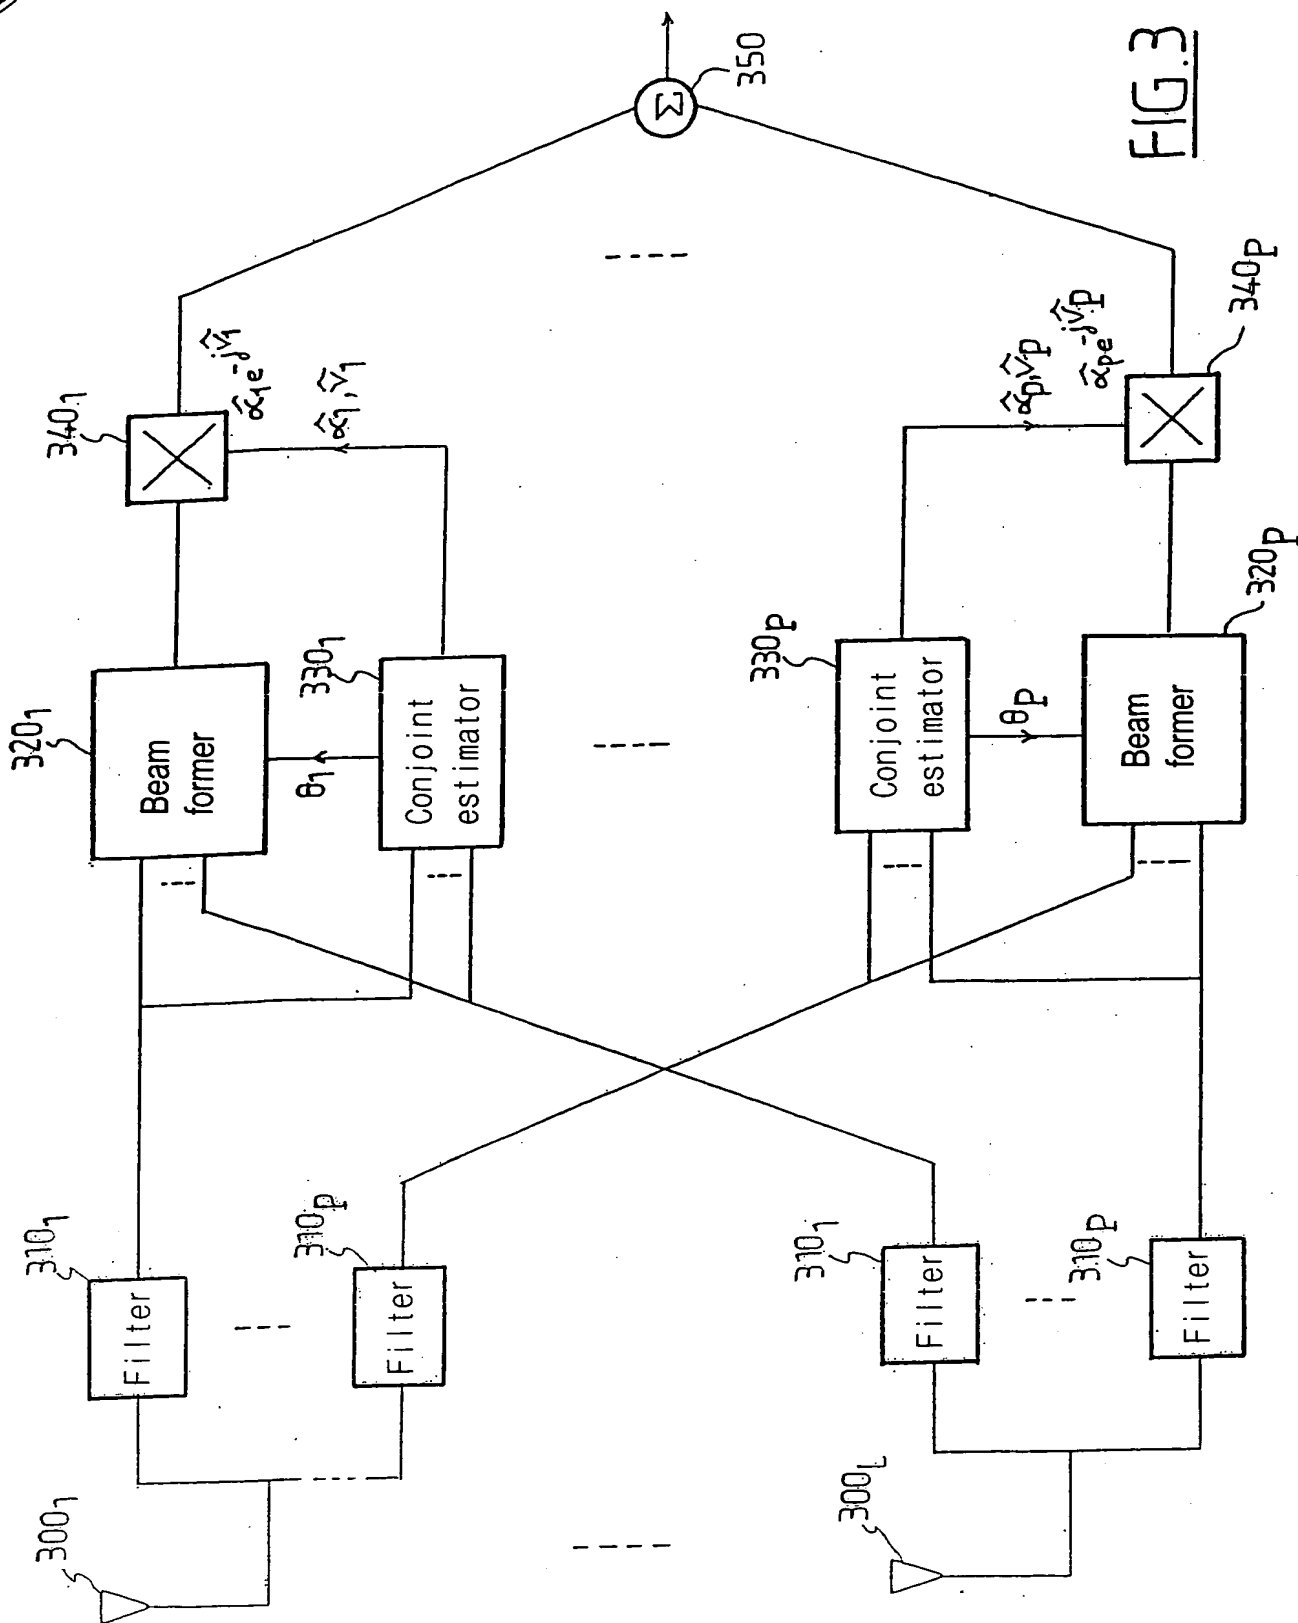 300₁
310₁
Filter
310p
Filter
300L
310₁
Filter
310p
Filter
320₁
Beam
former
θ₁
330₁
Conjoint
estimator
330p
Conjoint
estimator
θp
Beam
former
320p
340₁
α̂₁e^-jν̂₁
α̂₁,ν̂₁
α̂p,ν̂p
α̂pe^-jν̂p
340p
Σ
350
FIG.3